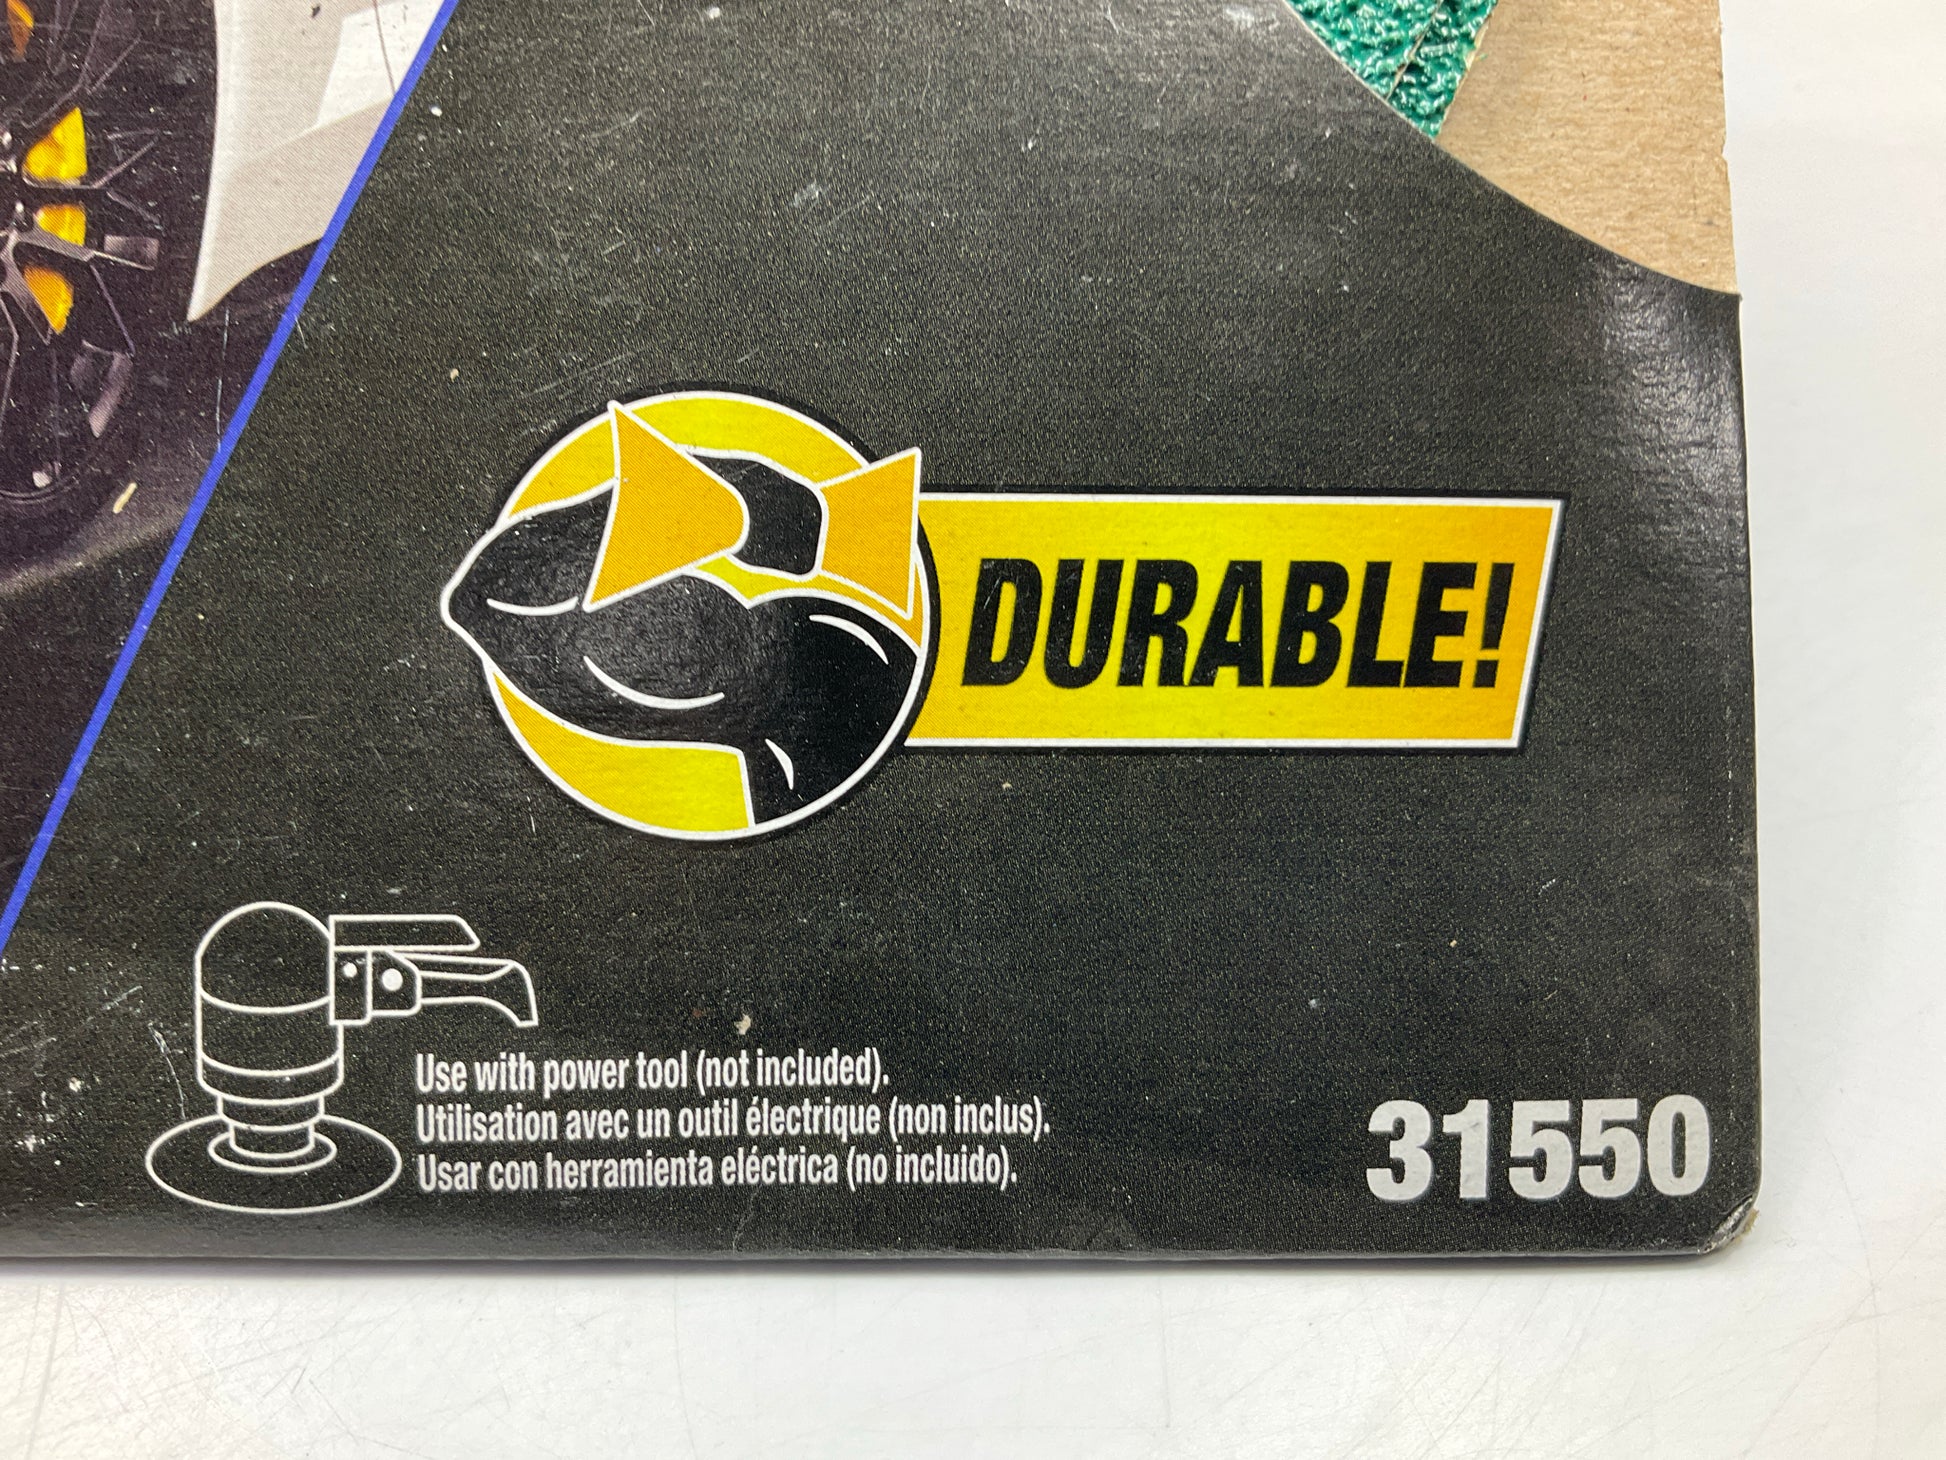 DURABLE!
Use with power tool (not included).
Utilisation avec un outil électrique (non inclus).
Usar con herramienta eléctrica (no incluido).
31550